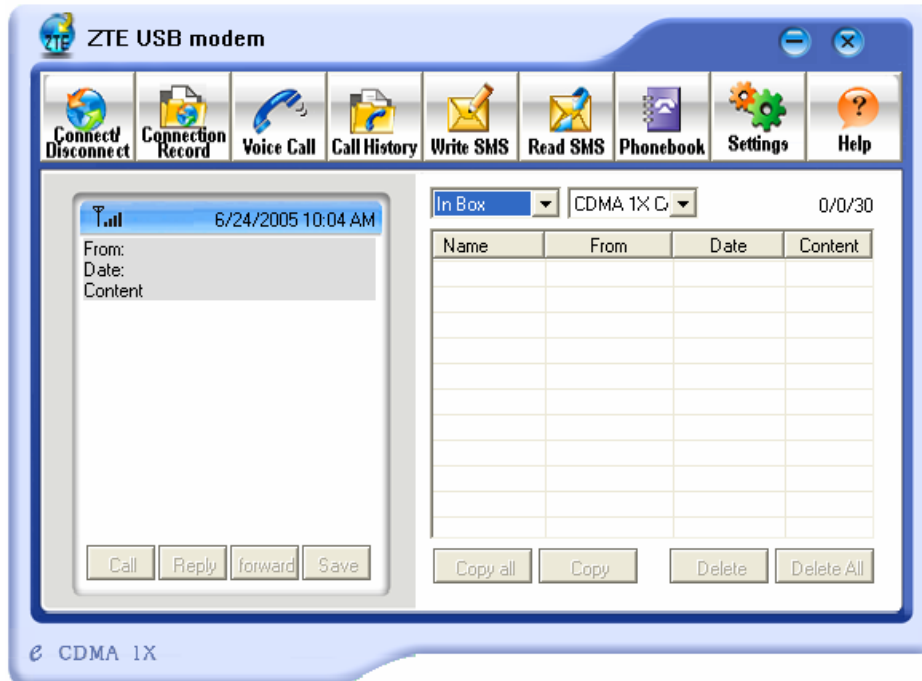 ZTE
ZTE USB modem
Connect/
Disconnect
Connection
Record
Voice Call
Call History
Write SMS
Read SMS
Phonebook
Settings
?
Help
6/24/2005 10:04 AM
From:
Date:
Content
Call
Reply
forward
Save
In Box
CDMA 1X C
0/0/30
Name
From
Date
Content
Copy all
Copy
Delete
Delete All
e CDMA 1X